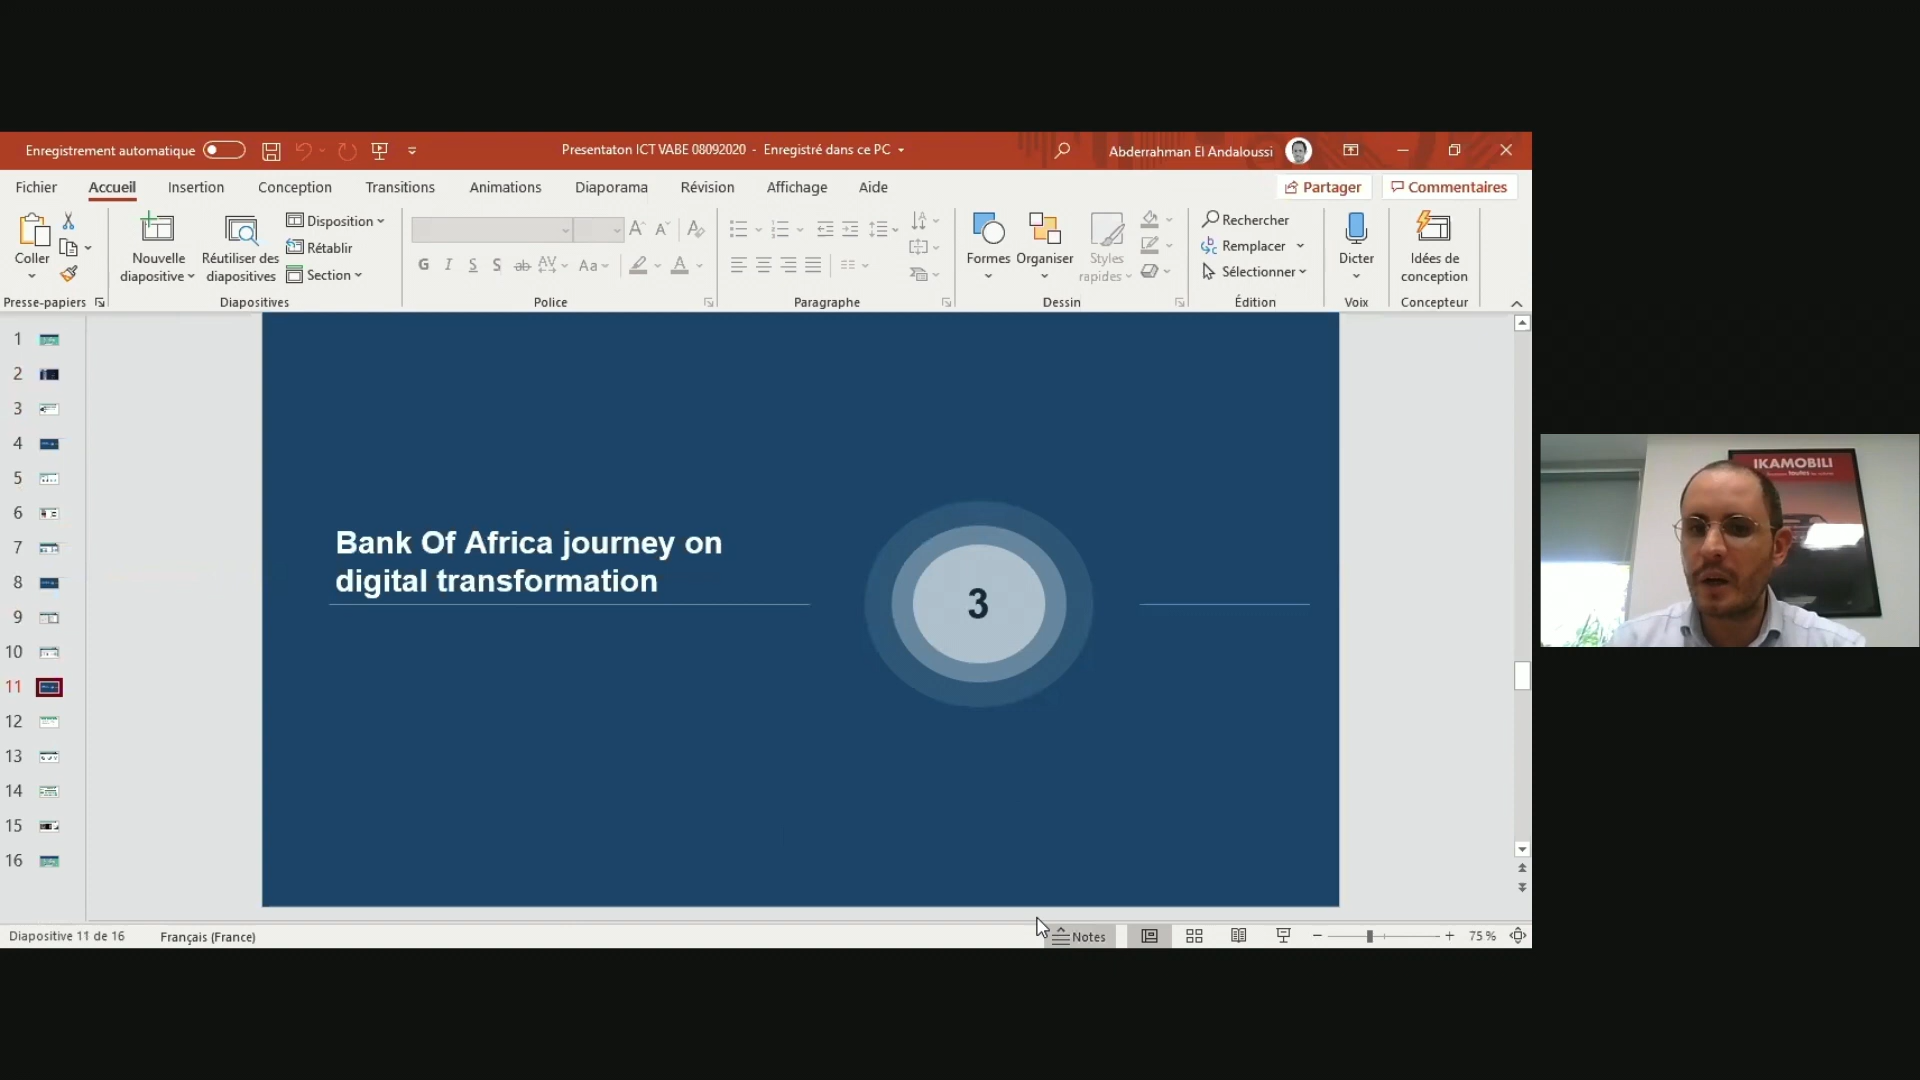 Enregistrement automatique
Presentaton ICT VABE 08092020 - Enregistré dans ce PC
Abderrahman El Andaloussi
Fichier Accueil Insertion Conception Transitions Animations Diaporama Révision Affichage Aide
Partager Commentaires
Coller
Nouvelle diapositive
Réutiliser des diapositives
Disposition
Rétablir
Section
G I S S ab AV Aa A
Formes Organiser Styles rapides
Rechercher
Remplacer
Sélectionner
Dicter
Idées de conception
Presse-papiers Diapositives Police Paragraphe Dessin Édition Voix Concepteur
1
2
3
4
5
6
7
8
9
10
11
12
13
14
15
16
Bank Of Africa journey on
digital transformation
3
IKAMOBILI
Diapositive 11 de 16 Français (France) Notes 75 %